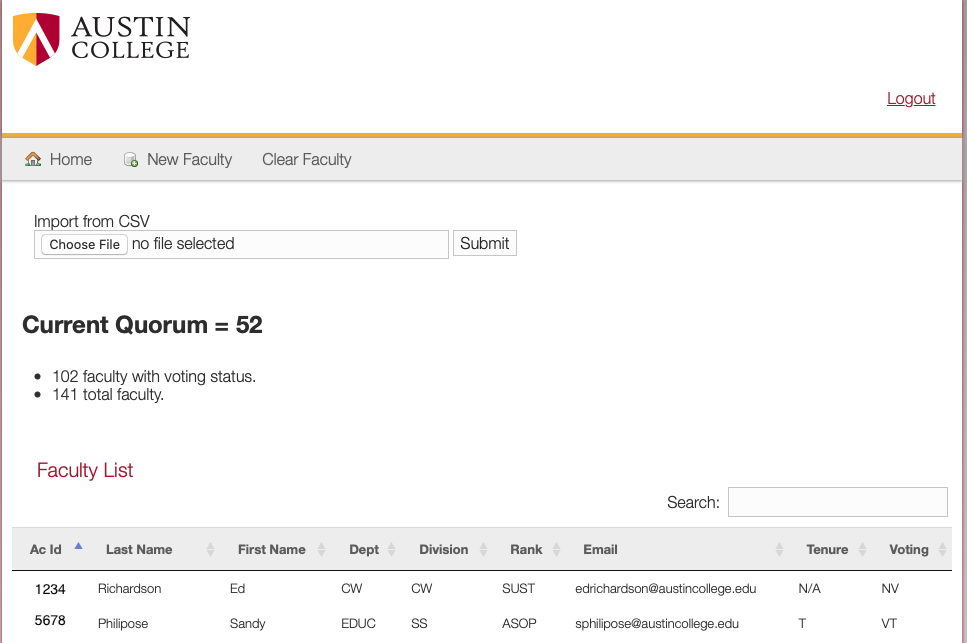 AUSTIN
COLLEGE
Logout
Home New Faculty Clear Faculty
Import from CSV
Choose File no file selected Submit
Current Quorum = 52
• 102 faculty with voting status.
• 141 total faculty.
Faculty List
Search:
Ac Id Last Name First Name Dept Division Rank Email Tenure Voting
1234 Richardson Ed CW CW SUST edrichardson@austincollege.edu N/A NV
5678 Philipose Sandy EDUC SS ASOP sphilipose@austincollege.edu T VT